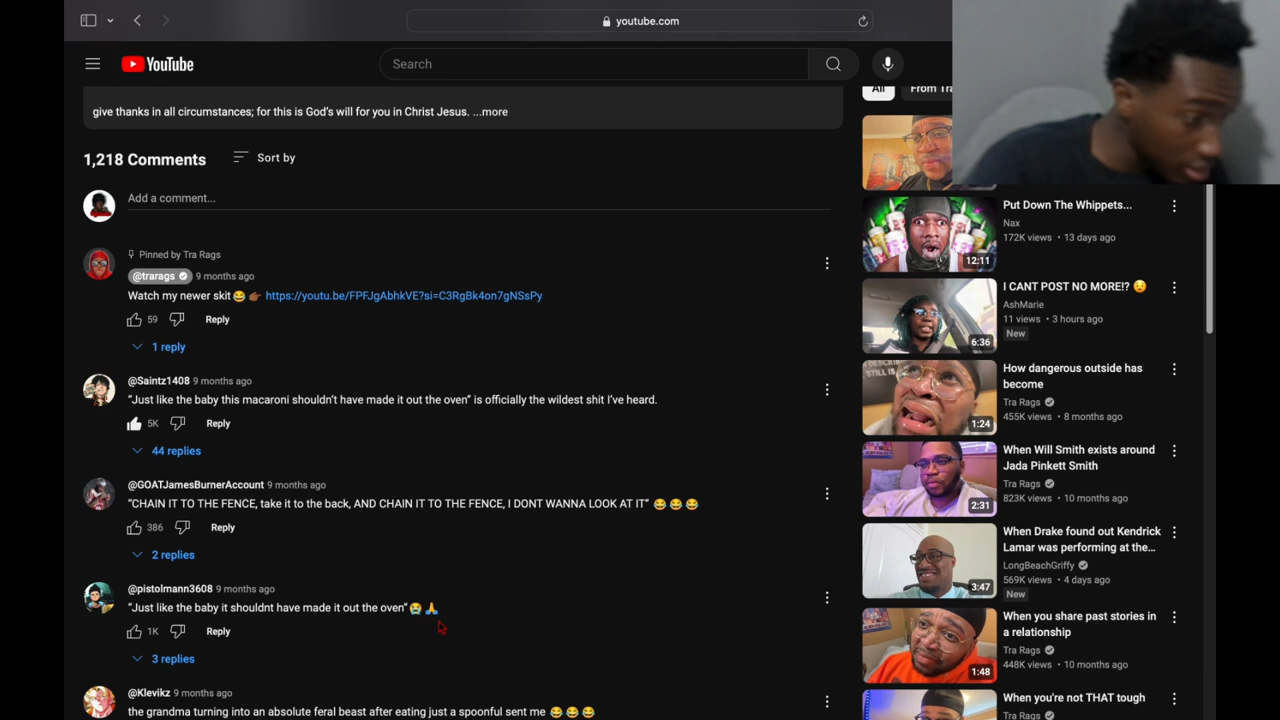 youtube.com
YouTube
Search
give thanks in all circumstances; for this is God's will for you in Christ Jesus. ...more
1,218 Comments
Sort by
Add a comment...
Pinned by Tra Rags
@trarags 9 months ago
Watch my newer skit😂 👉🏾 https://youtu.be/FPFJgAbhkVE?si=C3RgBk4on7gNSsPy
59 Reply
1 reply
@Saintz1408 9 months ago
“Just like the baby this macaroni shouldn’t have made it out the oven” is officially the wildest shit I’ve heard.
5K Reply
44 replies
@GOATJamesBurnerAccount 9 months ago
“CHAIN IT TO THE FENCE, take it to the back, AND CHAIN IT TO THE FENCE, I DONT WANNA LOOK AT IT” 😂 😂 😂
386 Reply
2 replies
@pistolmann3608 9 months ago
“Just like the baby it shouldnt have made it out the oven”😭🙏
1K Reply
3 replies
@Klevikz 9 months ago
the grandma turning into an absolute feral beast after eating just a spoonful sent me 😂 😂 😂
All
From Tra
Put Down The Whippets...
Nax
172K views • 13 days ago
12:11
I CANT POST NO MORE!? 😧
AshMarie
11 views • 3 hours ago
New
6:36
How dangerous outside has
become
Tra Rags
455K views • 8 months ago
1:24
When Will Smith exists around
Jada Pinkett Smith
Tra Rags
823K views • 10 months ago
2:31
When Drake found out Kendrick
Lamar was performing at the...
LongBeachGriffy
569K views • 4 days ago
New
3:47
When you share past stories in
a relationship
Tra Rags
448K views • 10 months ago
1:48
When you're not THAT tough
Tra Rags